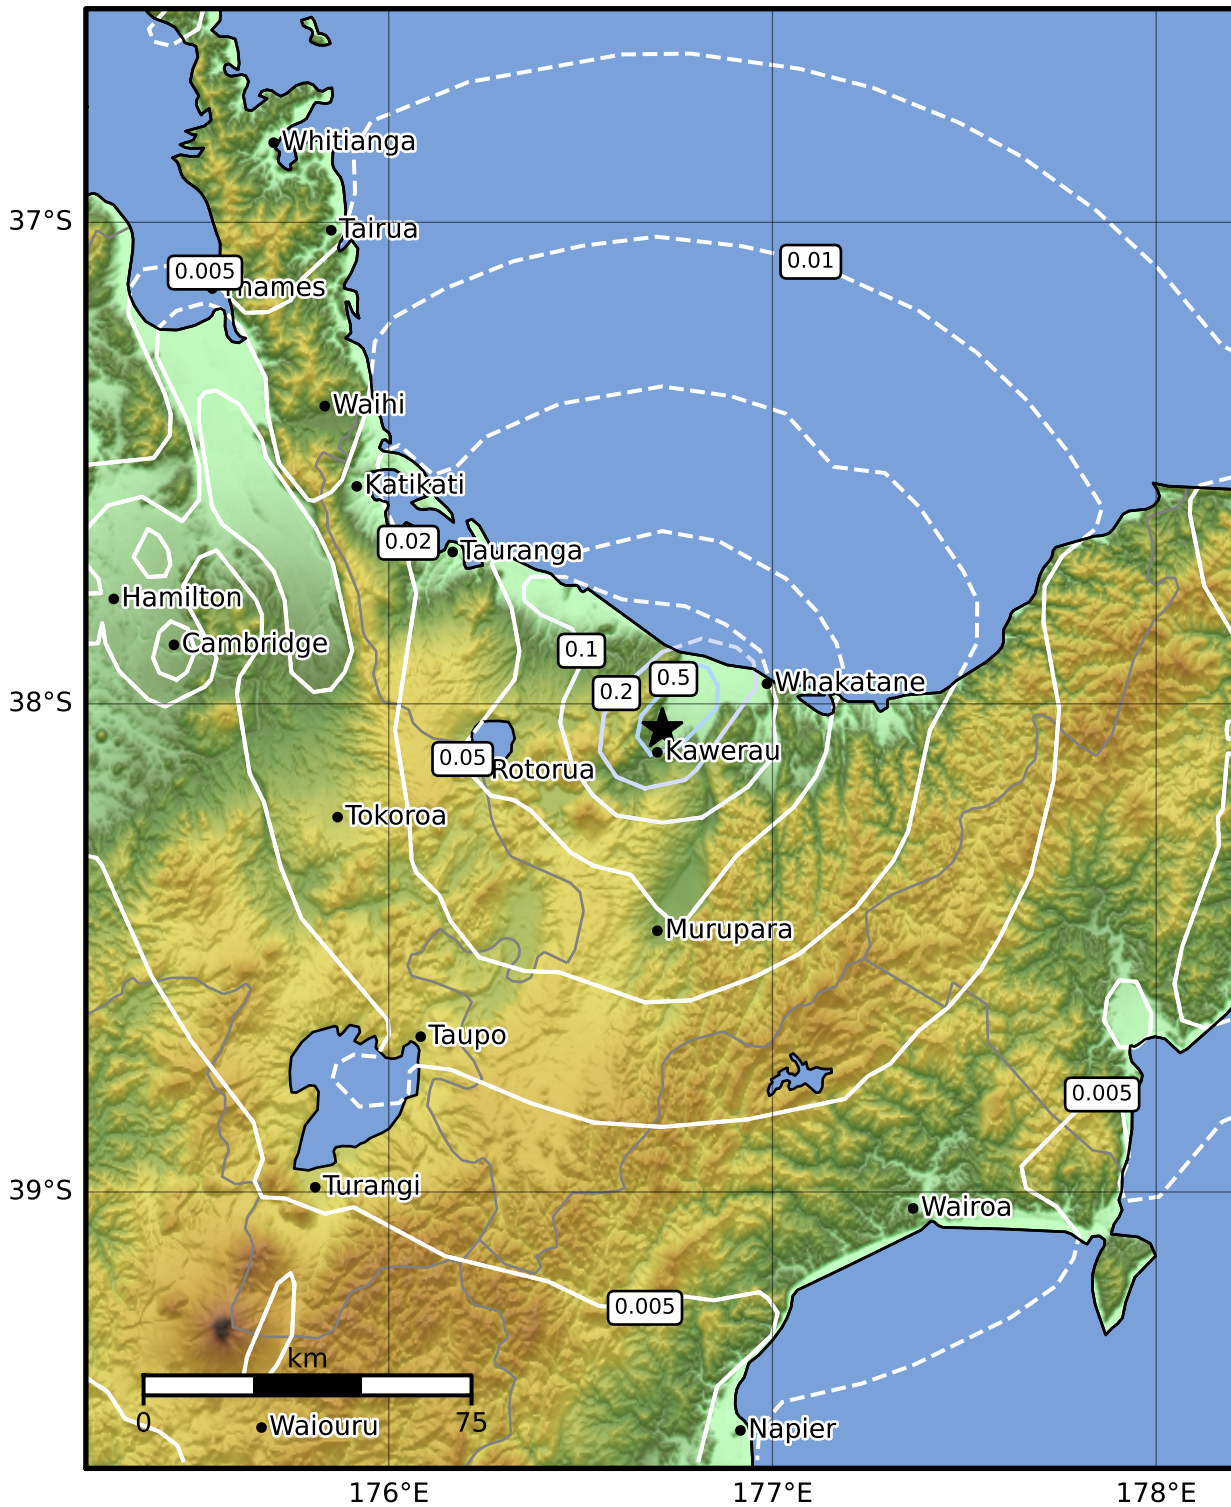 Whitianga
37°S
Tairua
0.01
0.005
Thames
Waihi
Katikati
0.02
Tauranga
Hamilton
Cambridge
0.1
0.5
0.2
Whakatane
38°S
Kawerau
0.05
Rotorua
Tokoroa
Murupara
Taupo
0.005
39°S
Turangi
Wairoa
0.005
km
0
75
Waiouru
Napier
176°E
177°E
178°E